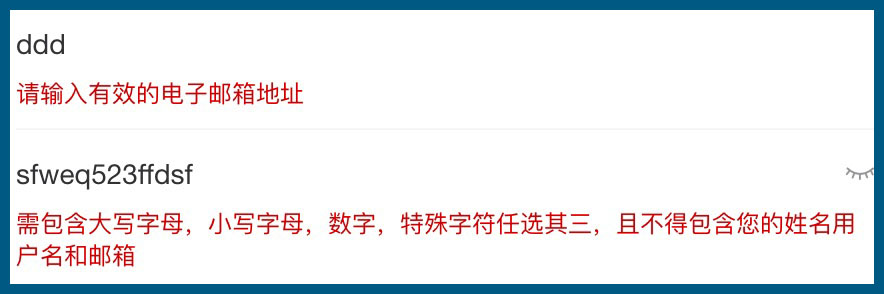 ddd
请输入有效的电子邮箱地址
sfweq523ffdsf
需包含大写字母，小写字母，数字，特殊字符任选其三，且不得包含您的姓名用
户名和邮箱